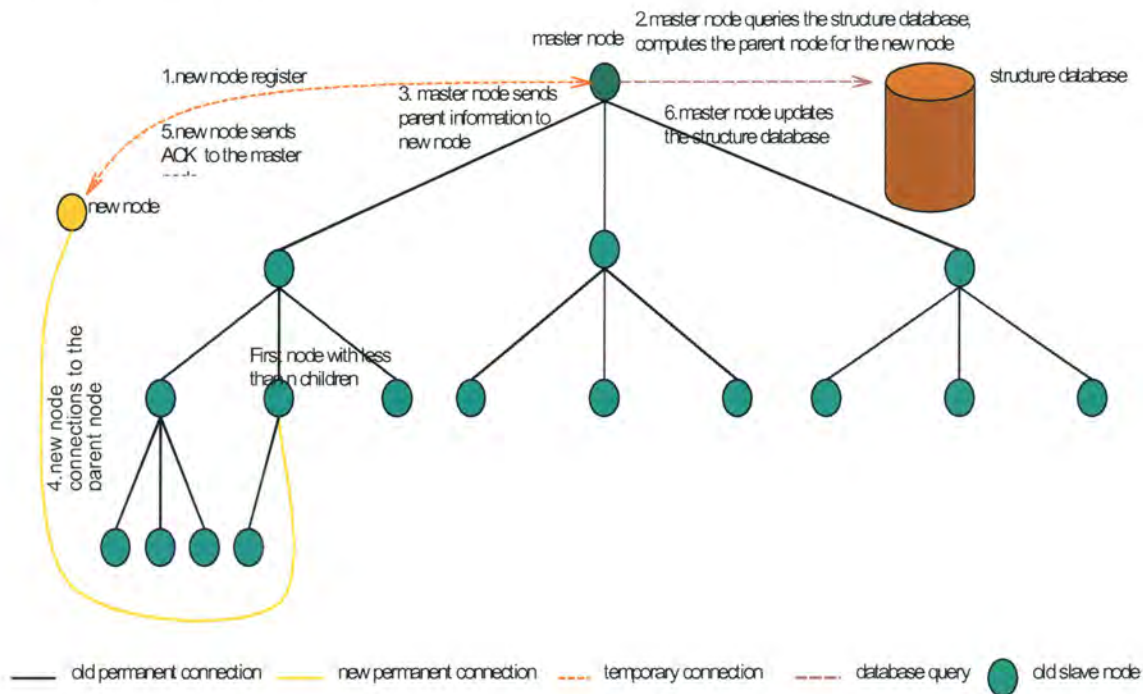 2.master node queries the structure database,
computes the parent node for the new node
master node
structure database
1.new node register
3. master node sends
parent information to
new node
6.master node updates
the structure database
5.new node sends
ACK to the master
new node
4.new node
connections to the
parent node
First node with less
than n children
old permanent connection
new permanent connection
temporary connection
database query
old slave node